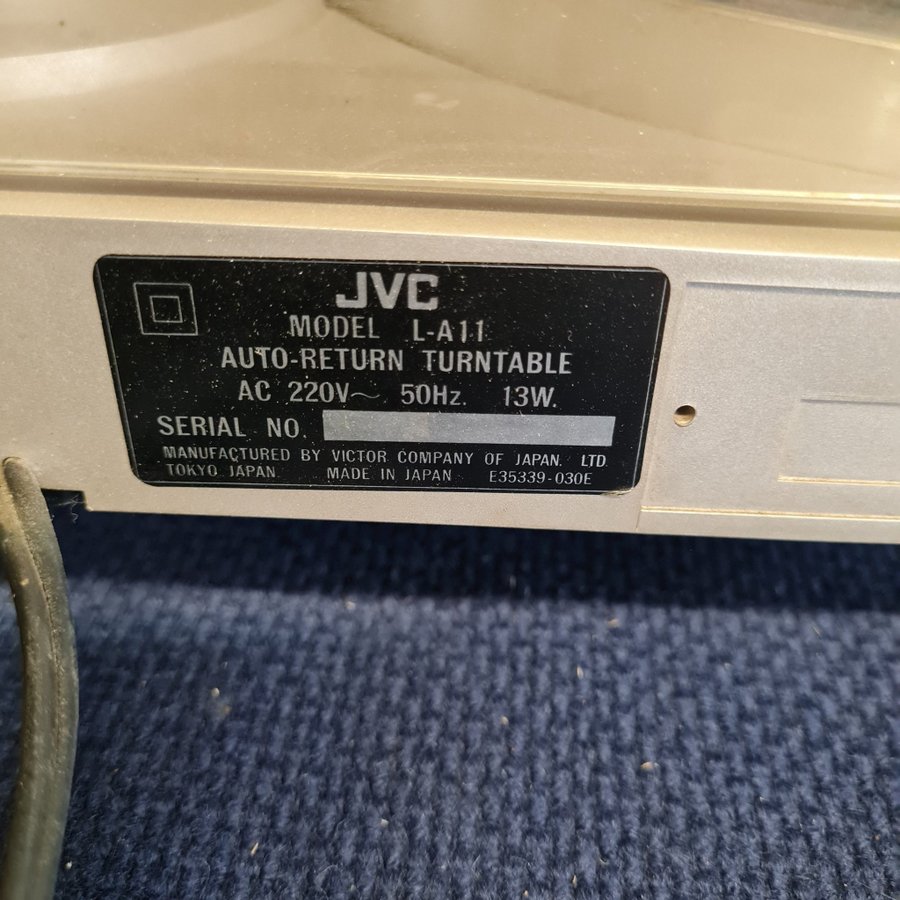 JVC
MODEL L-A11
AUTO-RETURN TURNTABLE
AC 220V~ 50Hz. 13W.
SERIAL NO.
MANUFACTURED BY VICTOR COMPANY OF JAPAN. LTD
TOKYO JAPAN MADE IN JAPAN E35339-030E